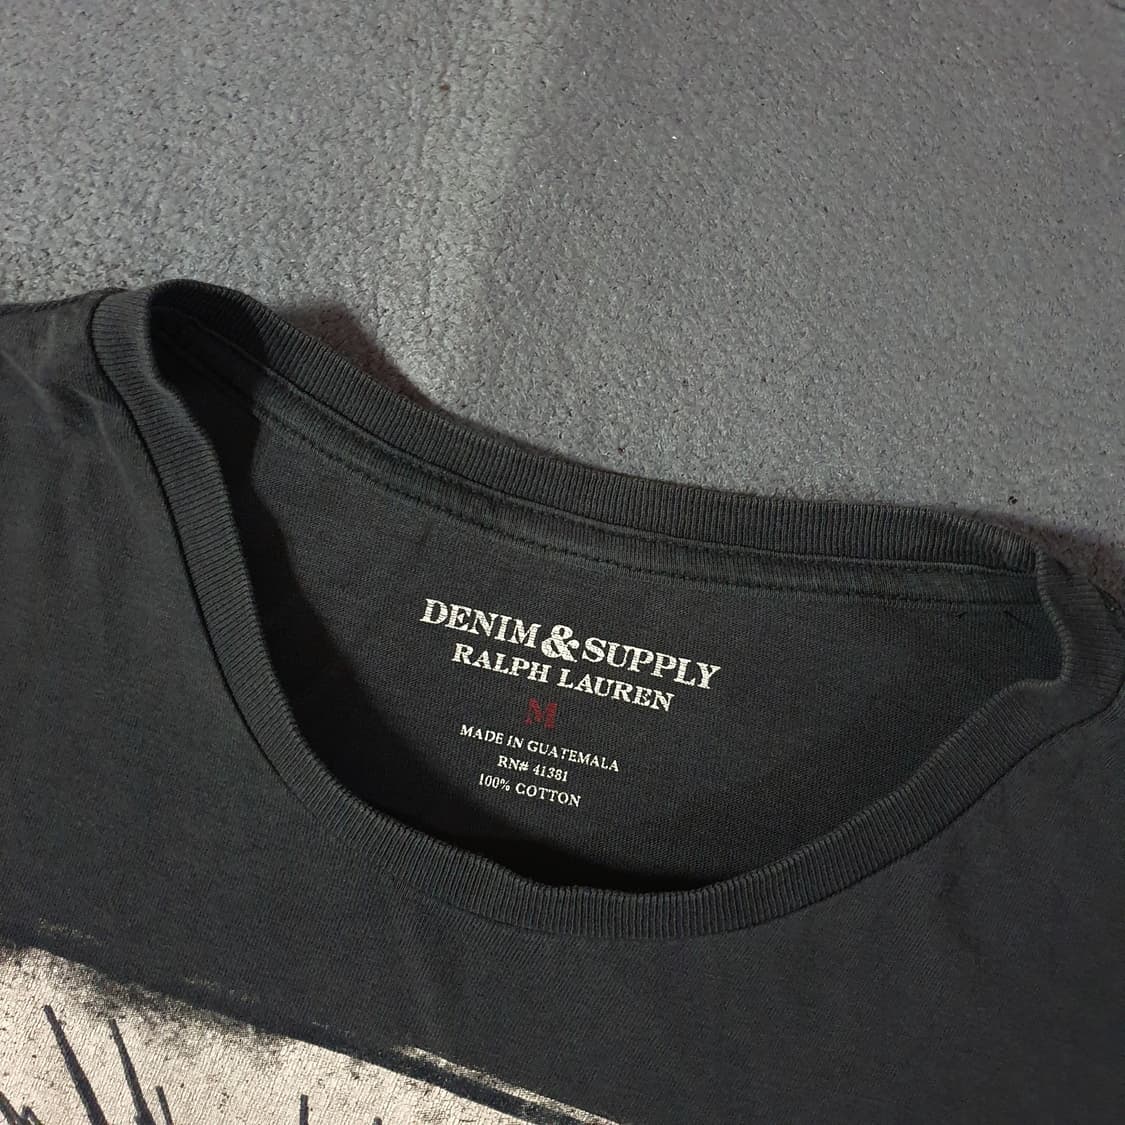 DENIM & SUPPLY
RALPH LAUREN
M
MADE IN GUATEMALA
RN# 41381
100% COTTON